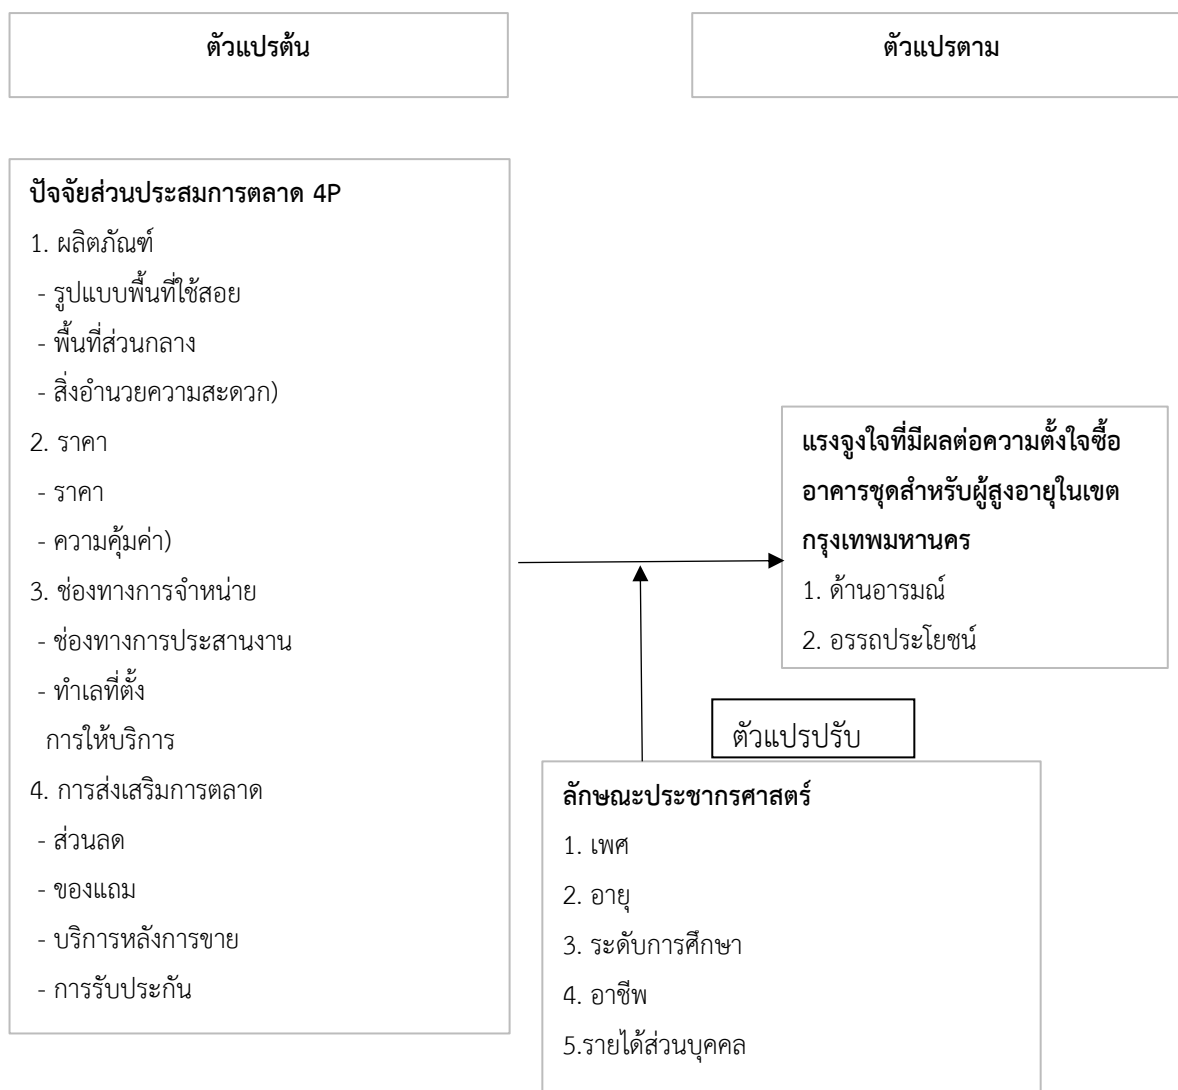 ตัวแปรต้น
ตัวแปรตาม
ปัจจัยส่วนประสมการตลาด 4P
1. ผลิตภัณฑ์
- รูปแบบพื้นที่ใช้สอย
- พื้นที่ส่วนกลาง
- สิ่งอำนวยความสะดวก)
2. ราคา
- ราคา
- ความคุ้มค่า)
3. ช่องทางการจำหน่าย
- ช่องทางการประสานงาน
- ทำเลที่ตั้ง
การให้บริการ
4. การส่งเสริมการตลาด
- ส่วนลด
- ของแถม
- บริการหลังการขาย
- การรับประกัน
แรงจูงใจที่มีผลต่อความตั้งใจซื้อ
อาคารชุดสำหรับผู้สูงอายุในเขต
กรุงเทพมหานคร
1. ด้านอารมณ์
2. อรรถประโยชน์
ตัวแปรปรับ
ลักษณะประชากรศาสตร์
1. เพศ
2. อายุ
3. ระดับการศึกษา
4. อาชีพ
5.รายได้ส่วนบุคคล